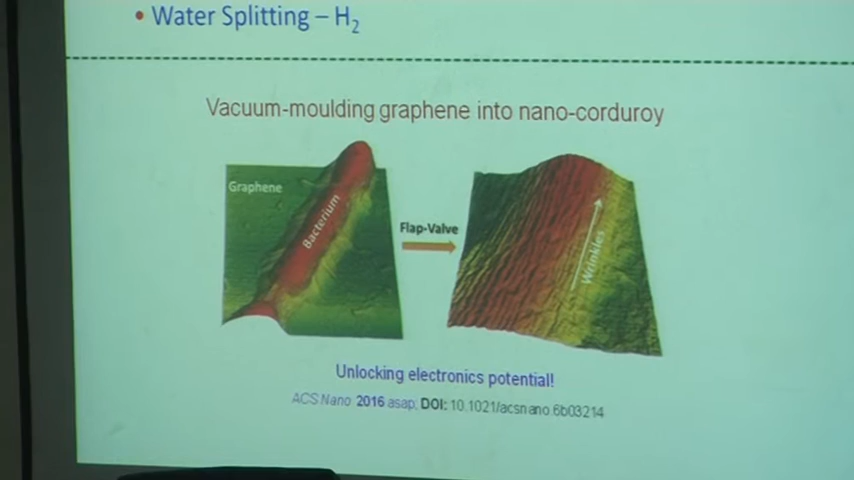 • Water Splitting – H₂
Vacuum-moulding graphene into nano-corduroy
Graphene
Bacterium
Flap-Valve
Wrinkles
Unlocking electronics potential!
ACS Nano 2016 asap, DOI: 10.1021/acsnano.6b03214